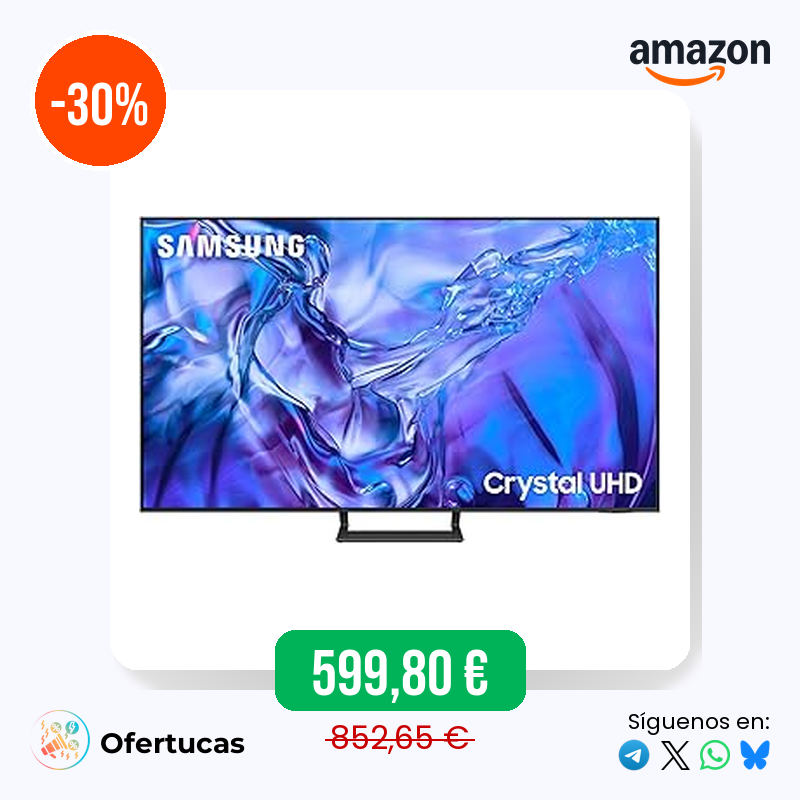 -30%
amazon
SAMSUNG
Crystal UHD
599,80 €
852,65 €
Ofertucas
Síguenos en: